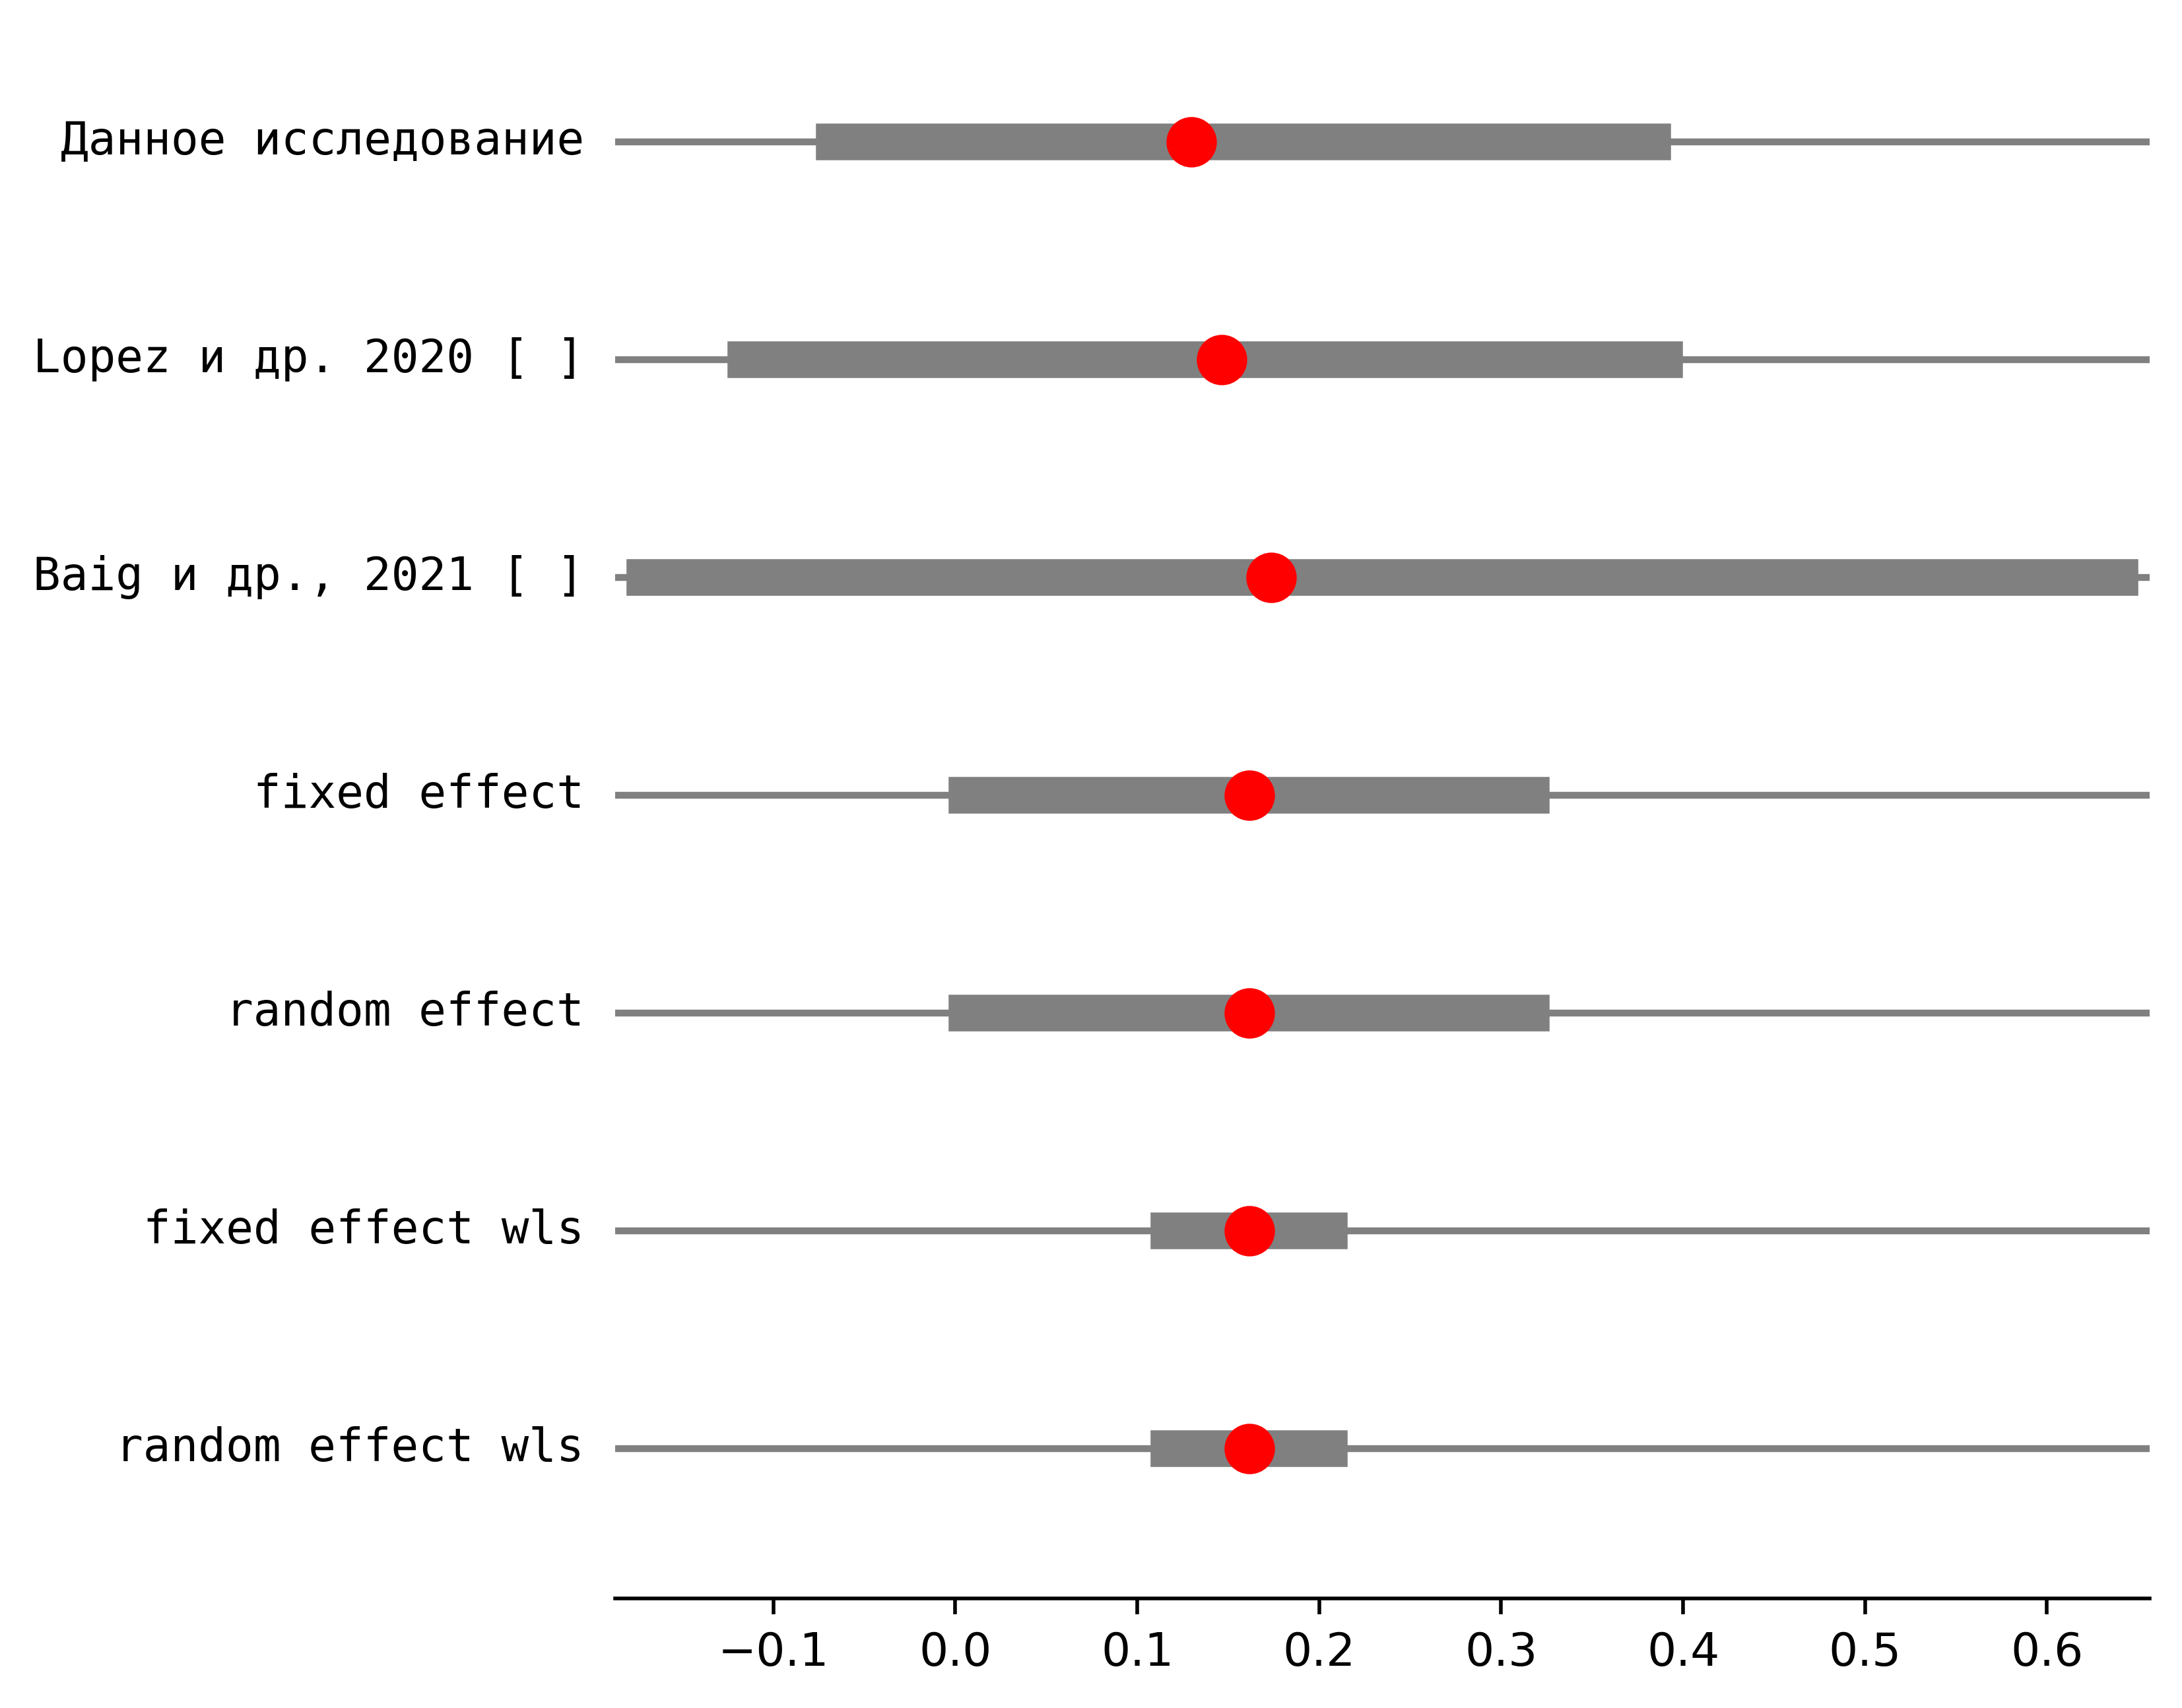 Данное исследование
Lopez и др. 2020 [ ]
Baig и др., 2021 [ ]
fixed effect
random effect
fixed effect wls
random effect wls
−0.1 0.0 0.1 0.2 0.3 0.4 0.5 0.6